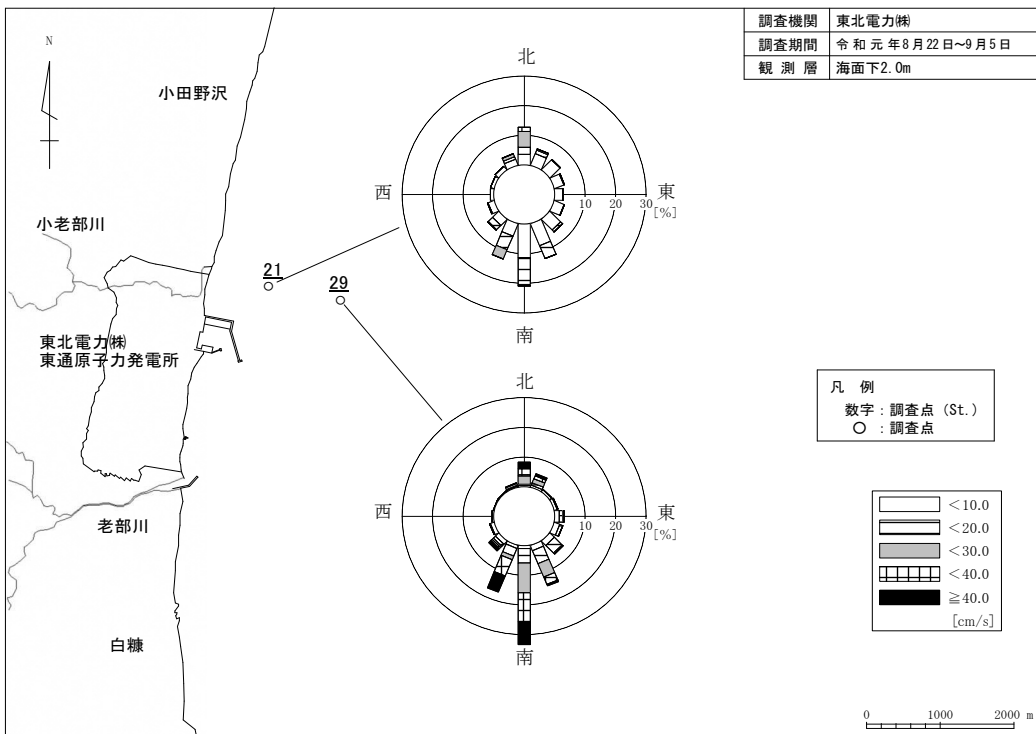 調査機関 東北電力㈱
調査期間 令和元年8月22日~9月5日
観測層 海面下2.0m
N
小田野沢
小老部川
21
29
東北電力㈱
東通原子力発電所
老部川
白糠
北
西
東
10 20 30
[%]
南
北
西
東
10 20 30
[%]
南
凡 例
数字:調査点 (St.)
○ :調査点
<10.0
<20.0
<30.0
<40.0
≧40.0
[cm/s]
0 1000 2000 m